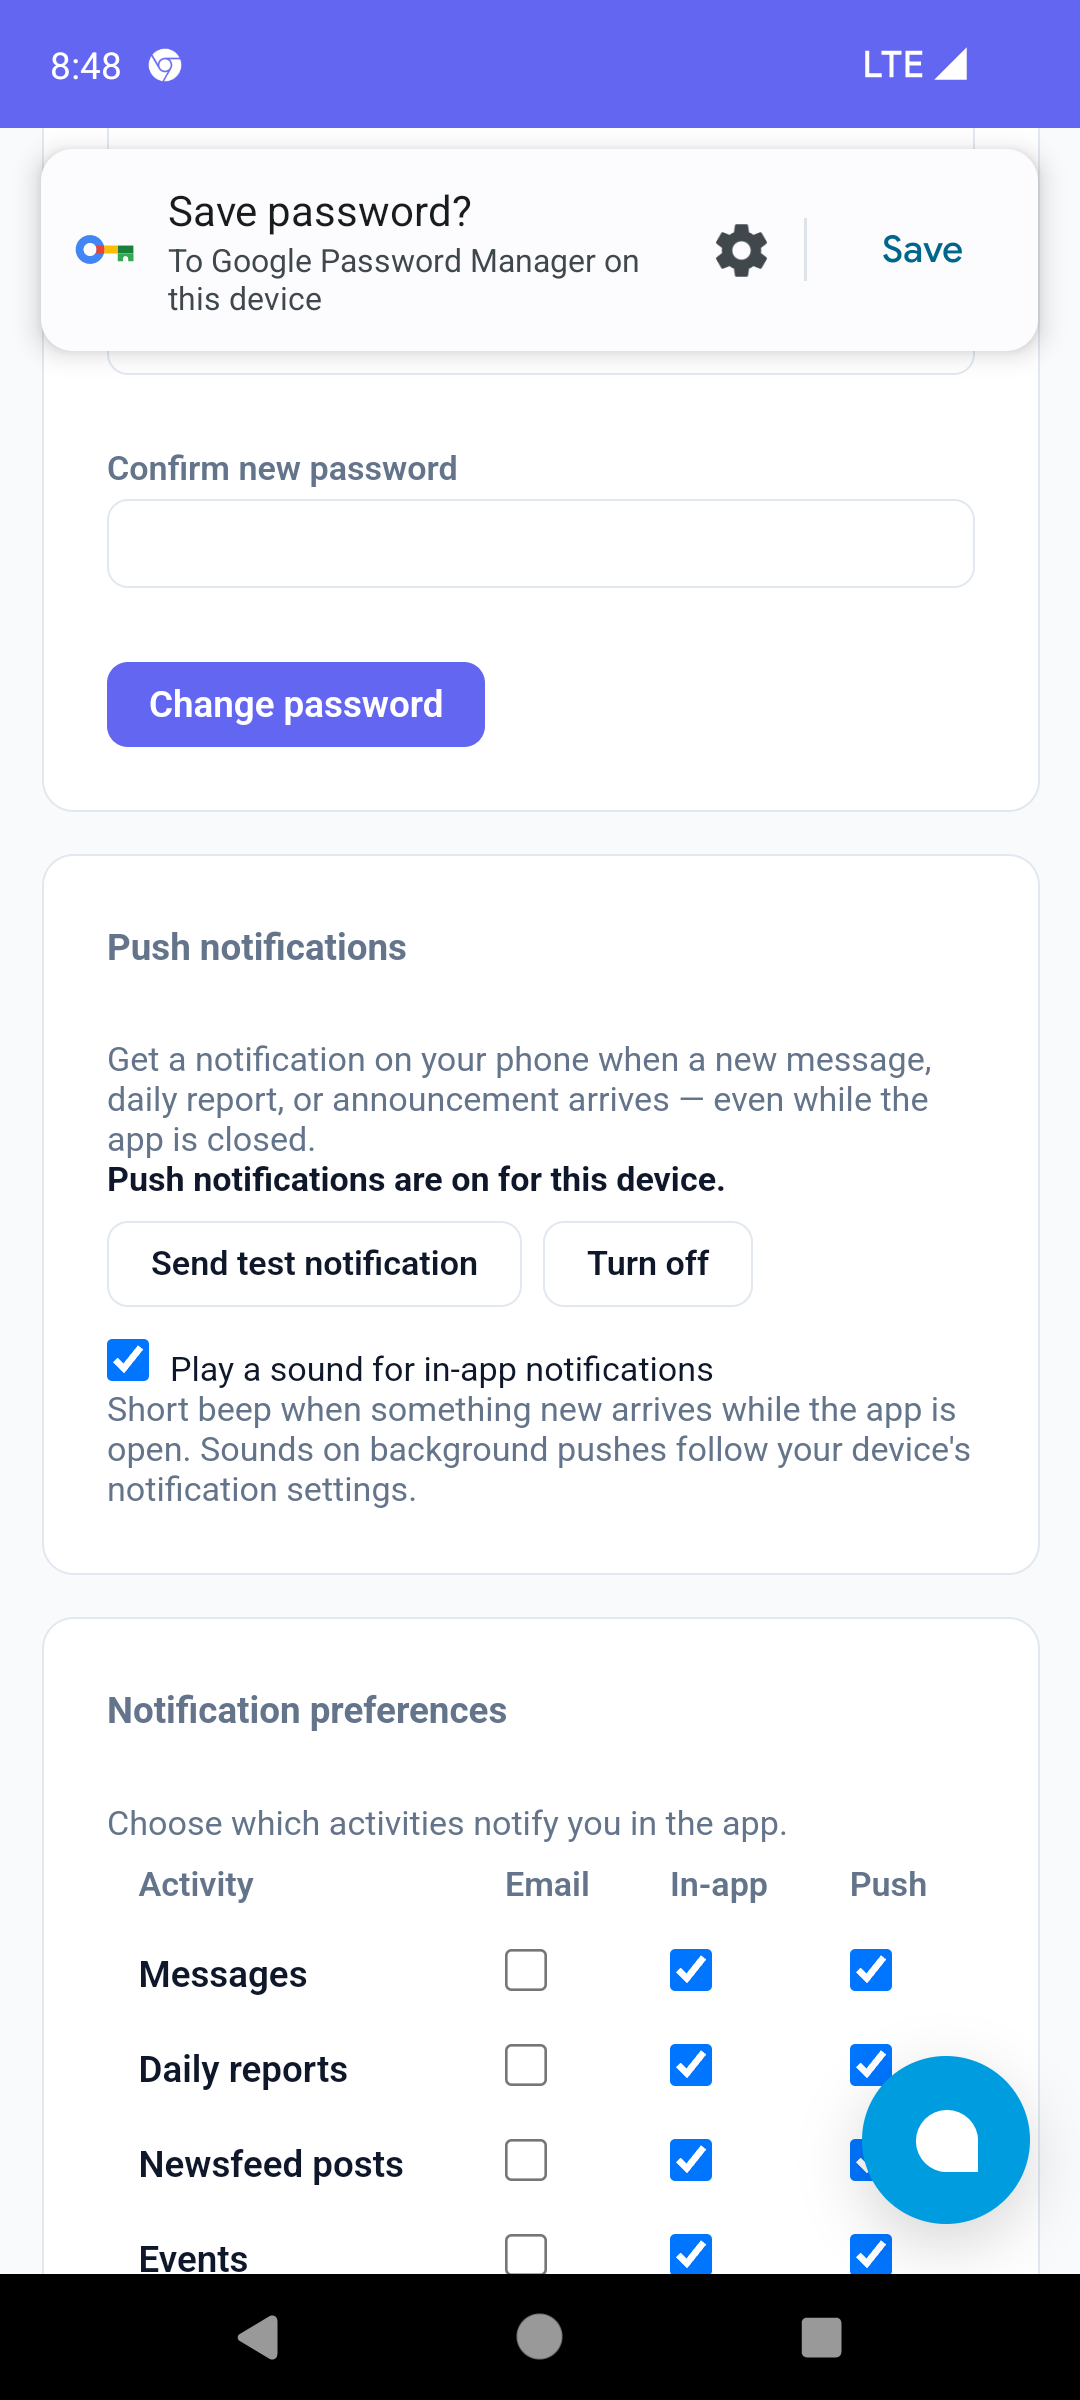 8:48
LTE
Save password?
To Google Password Manager on
this device
Save
Confirm new password
Change password
Push notifications
Get a notification on your phone when a new message,
daily report, or announcement arrives — even while the
app is closed.
Push notifications are on for this device.
Send test notification
Turn off
Play a sound for in-app notifications
Short beep when something new arrives while the app is
open. Sounds on background pushes follow your device's
notification settings.
Notification preferences
Choose which activities notify you in the app.
Activity Email In-app Push
Messages
Daily reports
Newsfeed posts
Events